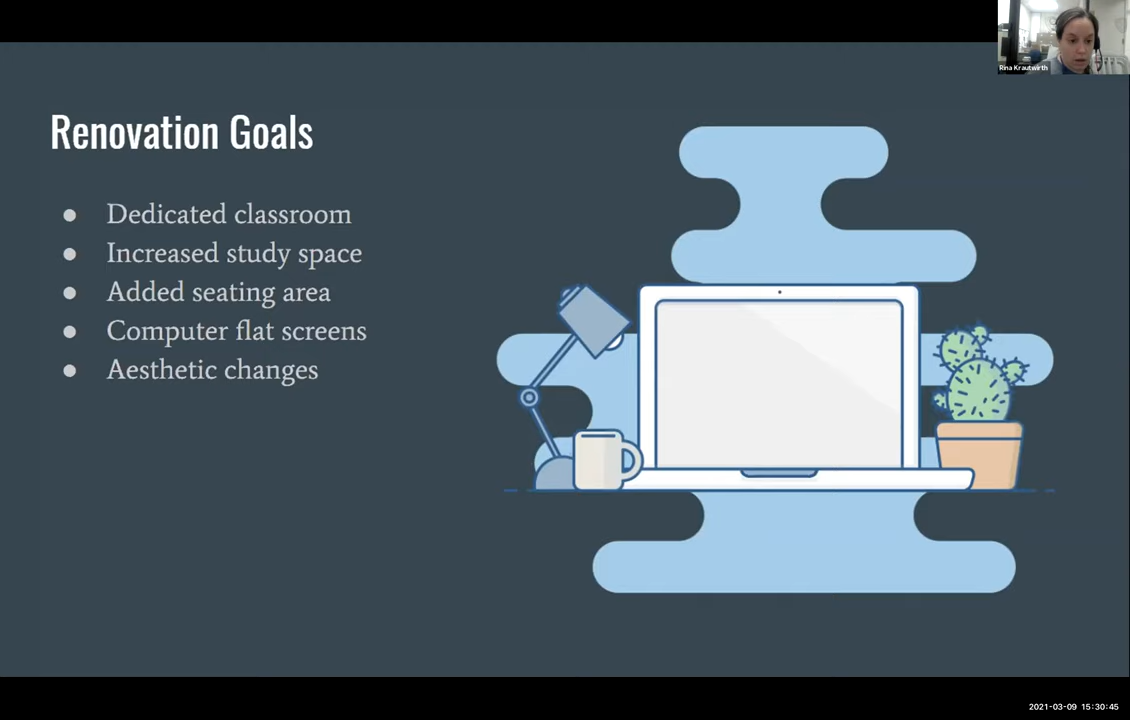 Rina Krautwirth
Renovation Goals
● Dedicated classroom
● Increased study space
● Added seating area
● Computer flat screens
● Aesthetic changes
2021-03-09 15:30:45